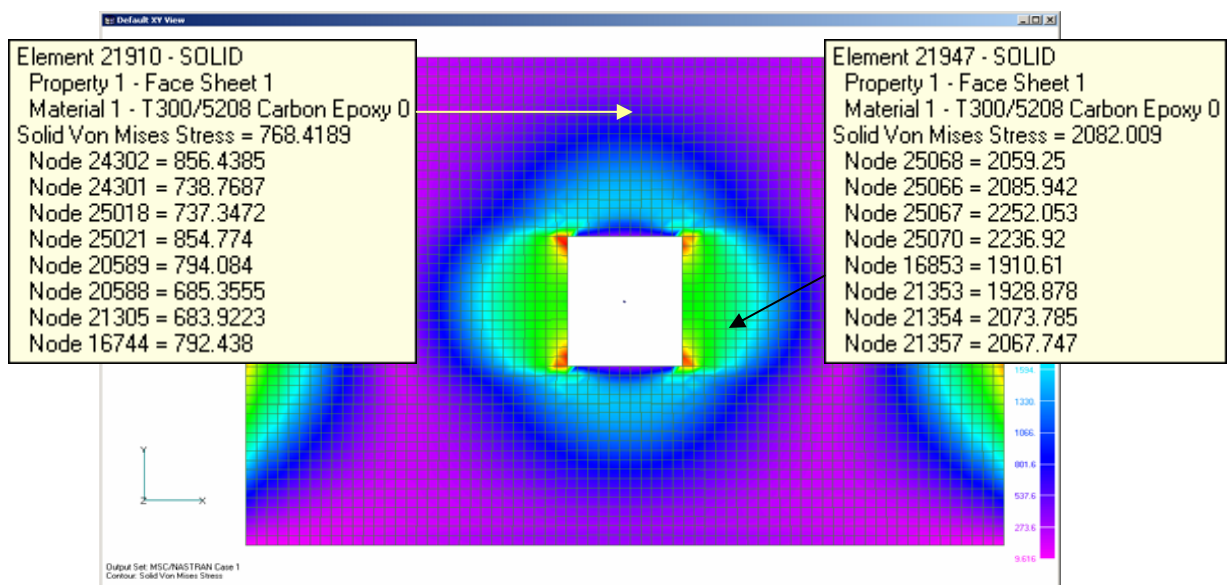 Default XY View
Element 21910 - SOLID
Property 1 - Face Sheet 1
Material 1 - T300/5208 Carbon Epoxy 0
Solid Von Mises Stress = 768.4189
Node 24302 = 856.4385
Node 24301 = 738.7687
Node 25018 = 737.3472
Node 25021 = 854.774
Node 20589 = 794.084
Node 20588 = 685.3555
Node 21305 = 683.9223
Node 16744 = 792.438
Element 21947 - SOLID
Property 1 - Face Sheet 1
Material 1 - T300/5208 Carbon Epoxy 0
Solid Von Mises Stress = 2082.009
Node 25068 = 2059.25
Node 25066 = 2085.942
Node 25067 = 2252.053
Node 25070 = 2236.92
Node 16853 = 1910.61
Node 21353 = 1928.878
Node 21354 = 2073.785
Node 21357 = 2067.747
1594.
1330.
1066.
801.6
537.6
273.6
9.616
Y
Z
X
Output Set: MSC/NASTRAN Case 1
Contour: Solid Von Mises Stress